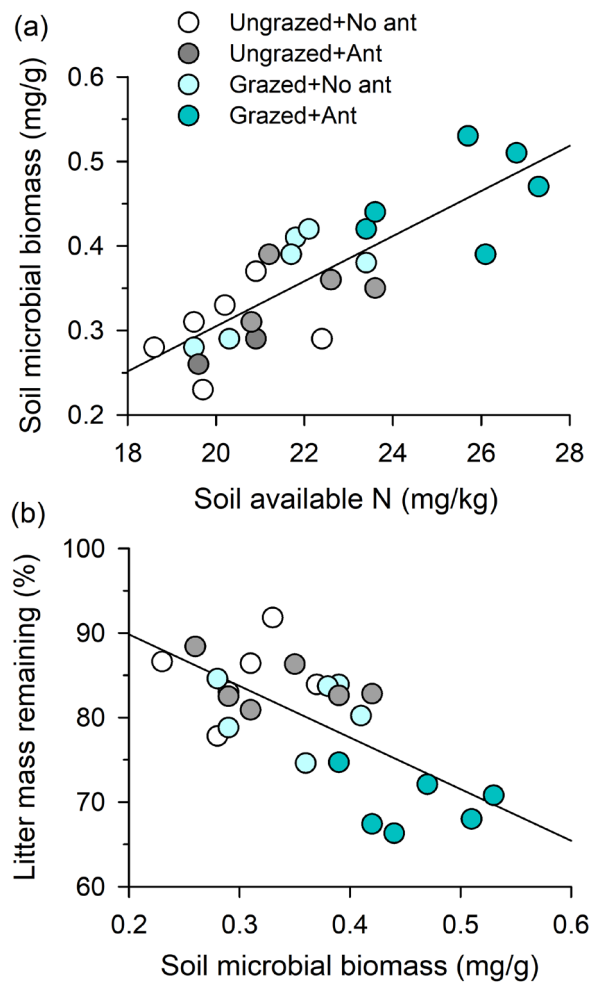 (a)
Ungrazed+No ant
Ungrazed+Ant
Grazed+No ant
Grazed+Ant
Soil microbial biomass (mg/g)
0.6
0.5
0.4
0.3
0.2
18 20 22 24 26 28
Soil available N (mg/kg)
(b)
Litter mass remaining (%)
100
90
80
70
60
0.2 0.3 0.4 0.5 0.6
Soil microbial biomass (mg/g)